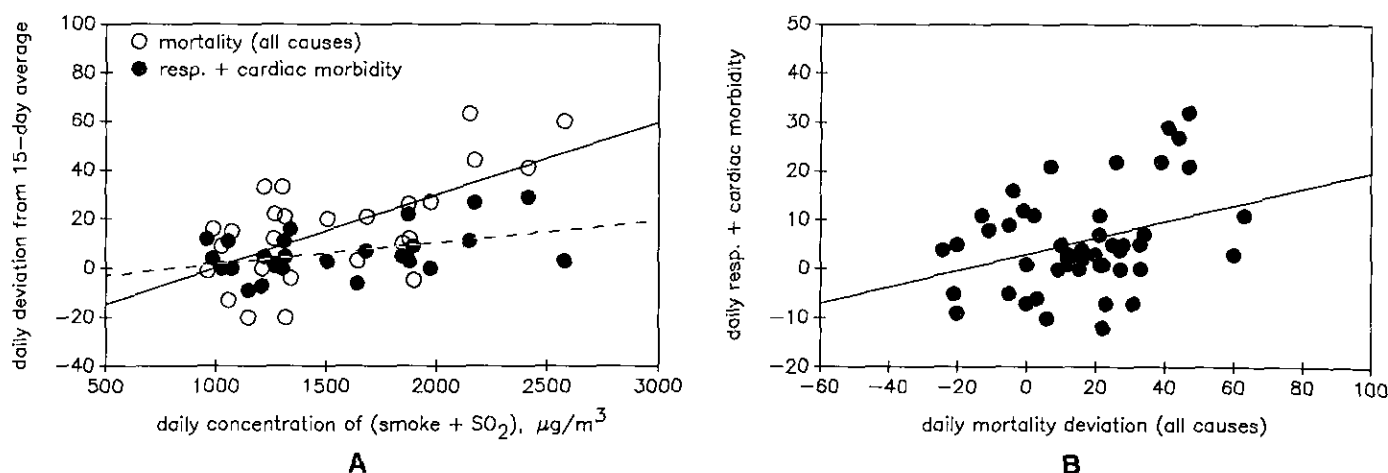 daily deviation from 15-day average
100
80
60
40
20
0
-20
-40
○ mortality (all causes)
● resp. + cardiac morbidity
500 1000 1500 2000 2500 3000
daily concentration of (smoke + SO₂), μg/m³
A
daily resp. + cardiac morbidity
50
40
30
20
10
0
-10
-20
-60 -40 -20 0 20 40 60 80 100
daily mortality deviation (all causes)
B